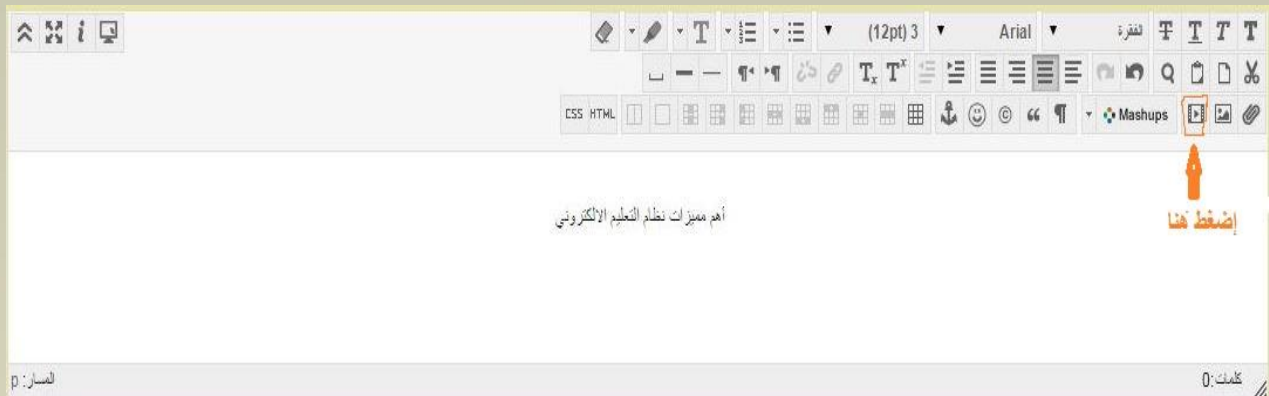 الفقرة Arial 3 (12pt)
Mashups HTML CSS
إضغط هنا
أهم مميزات نظام التعليم الالكتروني
كلمات:0 المسار: p